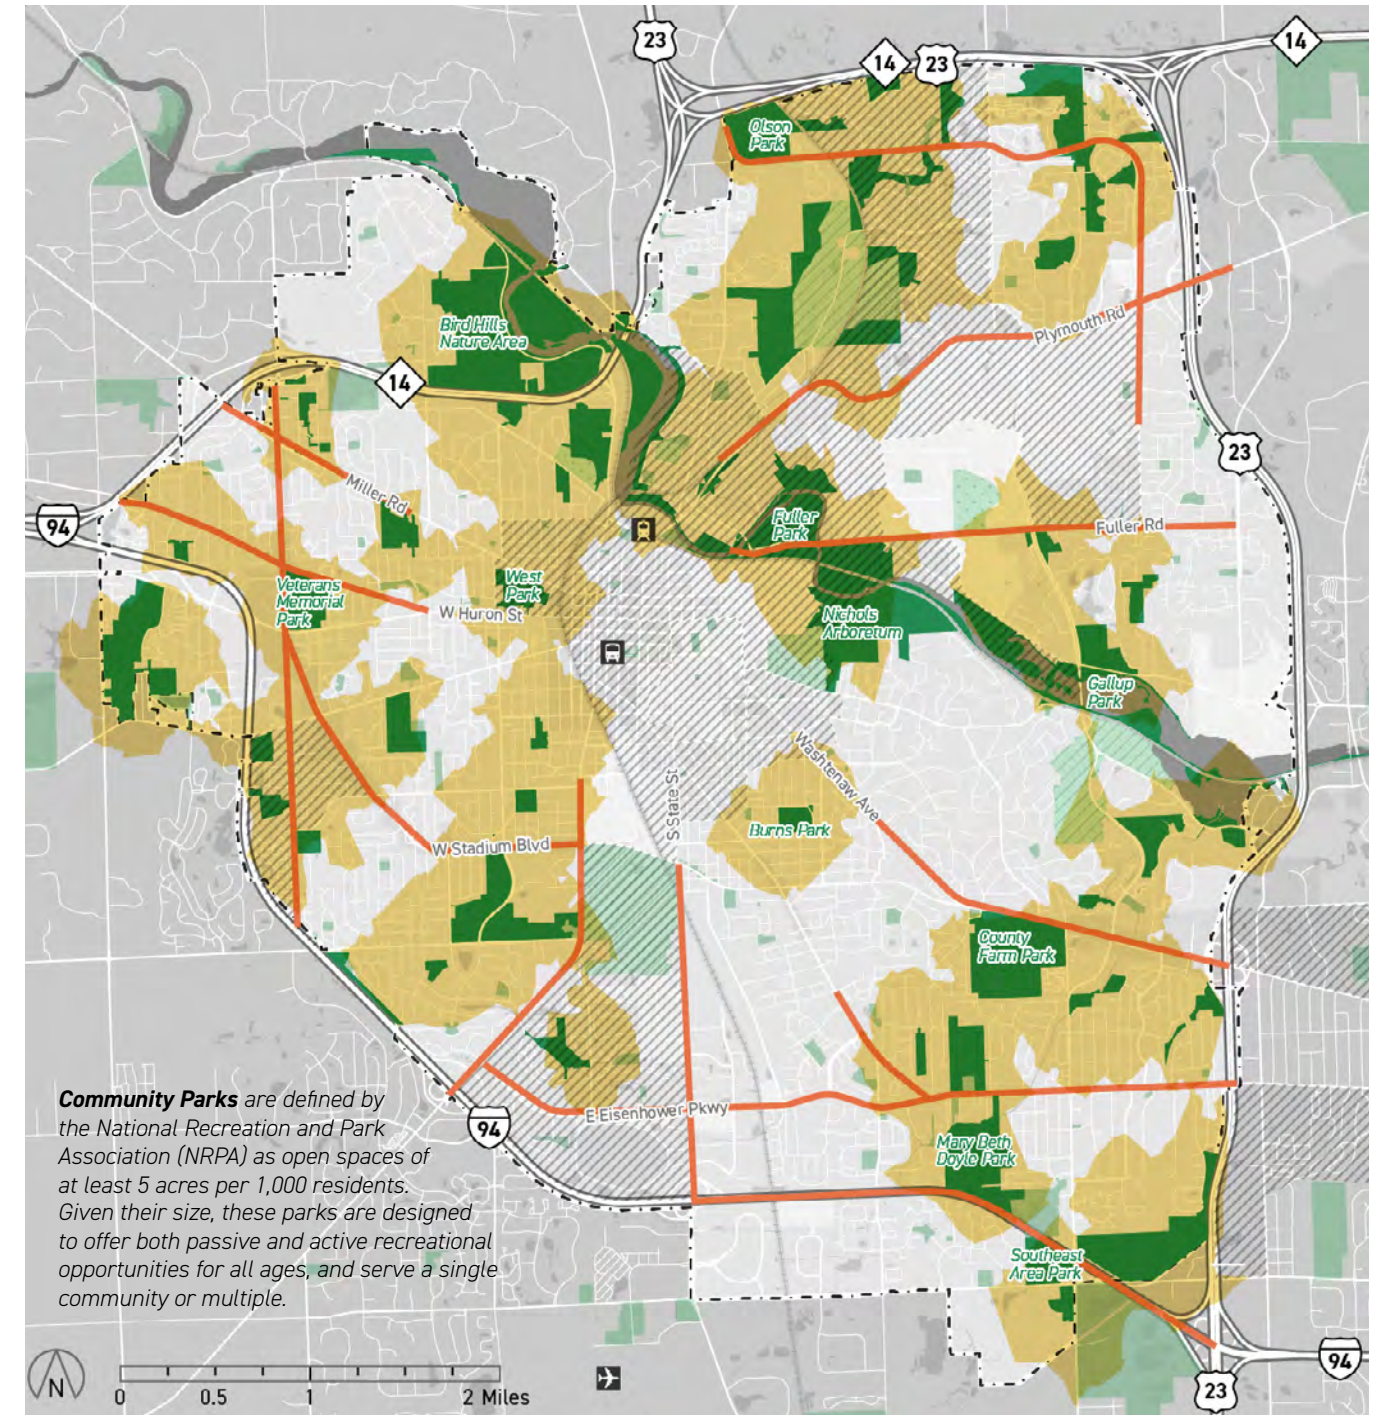 23
14
23
14
Olson
Park
Bird Hills
Nature Area
Plymouth Rd
14
23
Miller Rd
94
Fuller
Park
Fuller Rd
West
Park
Veterans
Memorial
Park
W Huron St
Nichols
Arboretum
Gallup
Park
Washtenaw Ave
S State St
Burns Park
W Stadium Blvd
County
Farm Park
E Eisenhower Pkwy
94
Mary Beth
Doyle Park
Southeast
Area Park
Community Parks are defined by
the National Recreation and Park
Association (NRPA) as open spaces of
at least 5 acres per 1,000 residents.
Given their size, these parks are designed
to offer both passive and active recreational
opportunities for all ages, and serve a single
community or multiple.
N
0 0.5 1 2 Miles
94
23